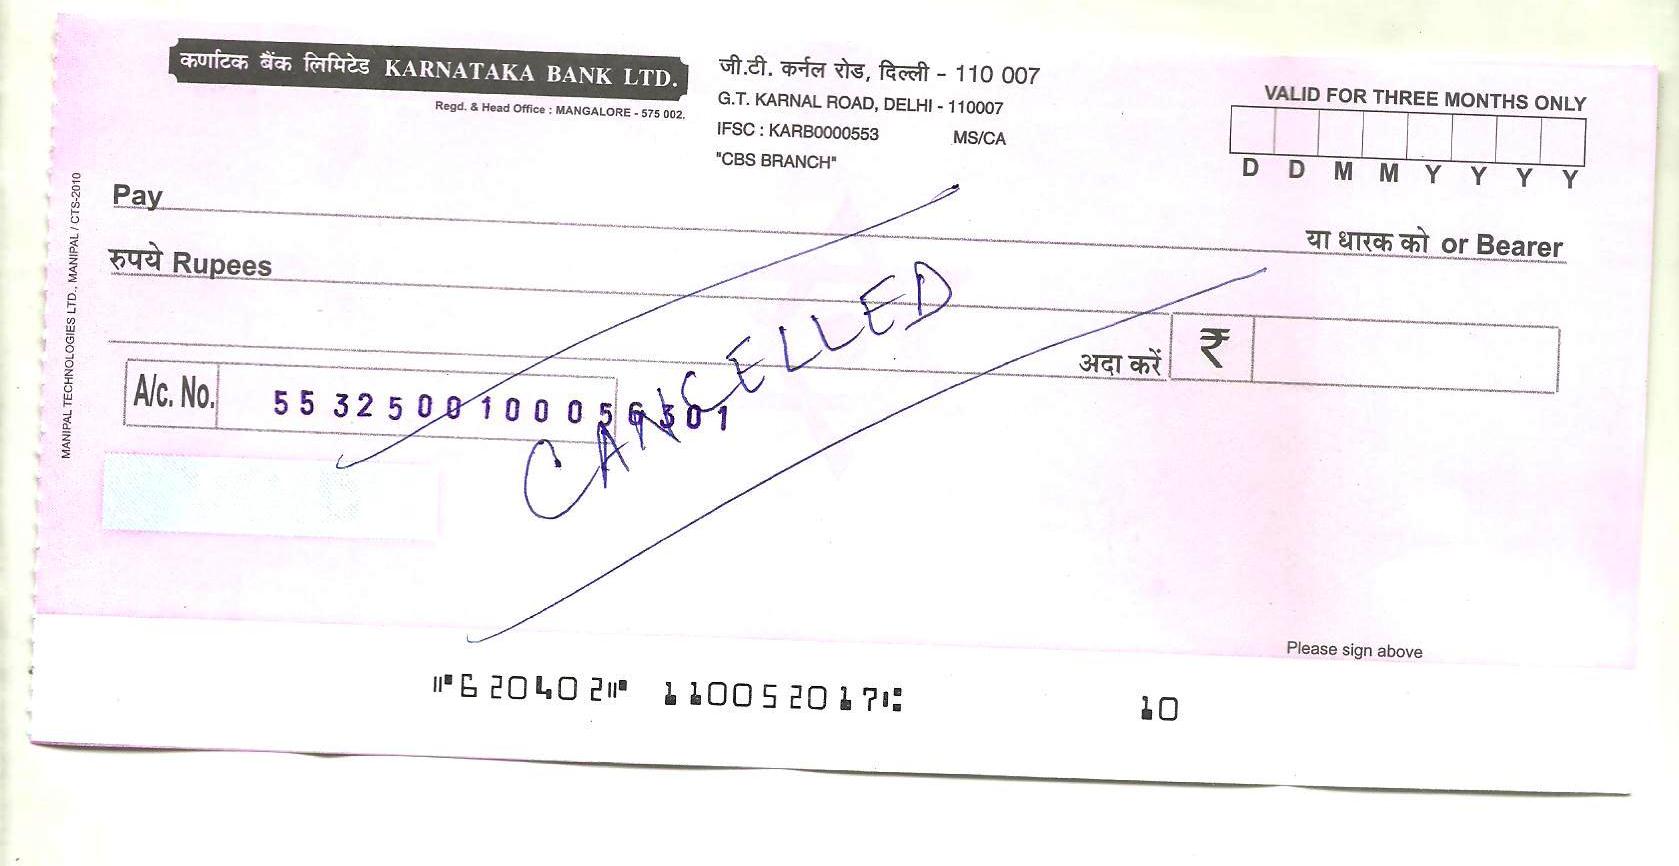 कर्णाटक बैंक लिमिटेड KARNATAKA BANK LTD.
Regd. & Head Office : MANGALORE - 575 002.
जी.टी. कर्नल रोड, दिल्ली - 110 007
G.T. KARNAL ROAD, DELHI - 110007
IFSC : KARB0000553 MS/CA
"CBS BRANCH"
VALID FOR THREE MONTHS ONLY
D D M M Y Y Y Y
Pay
या धारक को or Bearer
रुपये Rupees
अदा करें ₹
A/c. No. 5532500100056301
CANCELLED
MANIPAL TECHNOLOGIES LTD., MANIPAL / CTS-2010
Please sign above
⑈620402⑈ 110052017⑆ 10